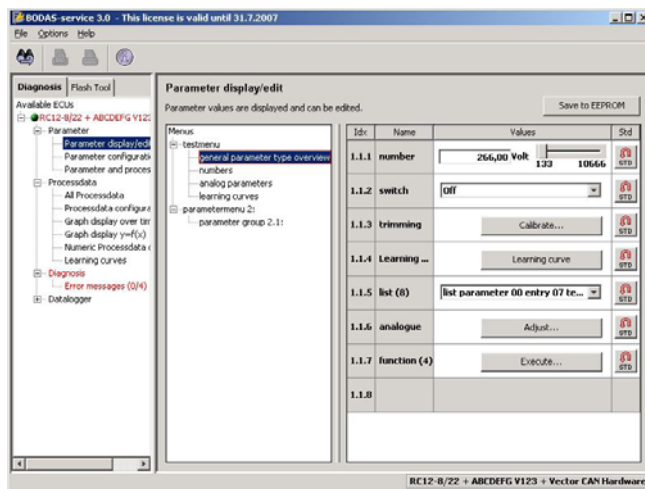 BODAS-service 3.0 - This license is valid until 31.7.2007
File Options Help
Diagnosis Flash Tool
Available ECUs
RC12-8/22 + ABCDEFG V123
Parameter
Parameter display/edi
Parameter configurati
Parameter and proces
Processdata
All Processdata
Processdata configura
Graph display over tim
Graph display y=f(x)
Numeric Processdata
Learning curves
Diagnosis
Error messages (0/4)
Datalogger
Parameter display/edit
Parameter values are displayed and can be edited.
Save to EEPROM
Menus
testmenu
general parameter type overview
numbers
analog parameters
learning curves
parametermenu 2:
parameter group 2.1:
Idx Name Values Std
1.1.1 number 266,00 Volt 133 10666 STD
1.1.2 switch Off STD
1.1.3 trimming Calibrate... STD
1.1.4 Learning ... Learning curve STD
1.1.5 list (8) list parameter 00 entry 07 te... STD
1.1.6 analogue Adjust... STD
1.1.7 function (4) Execute... STD
1.1.8
RC12-8/22 + ABCDEFG V123 + Vector CAN Hardware